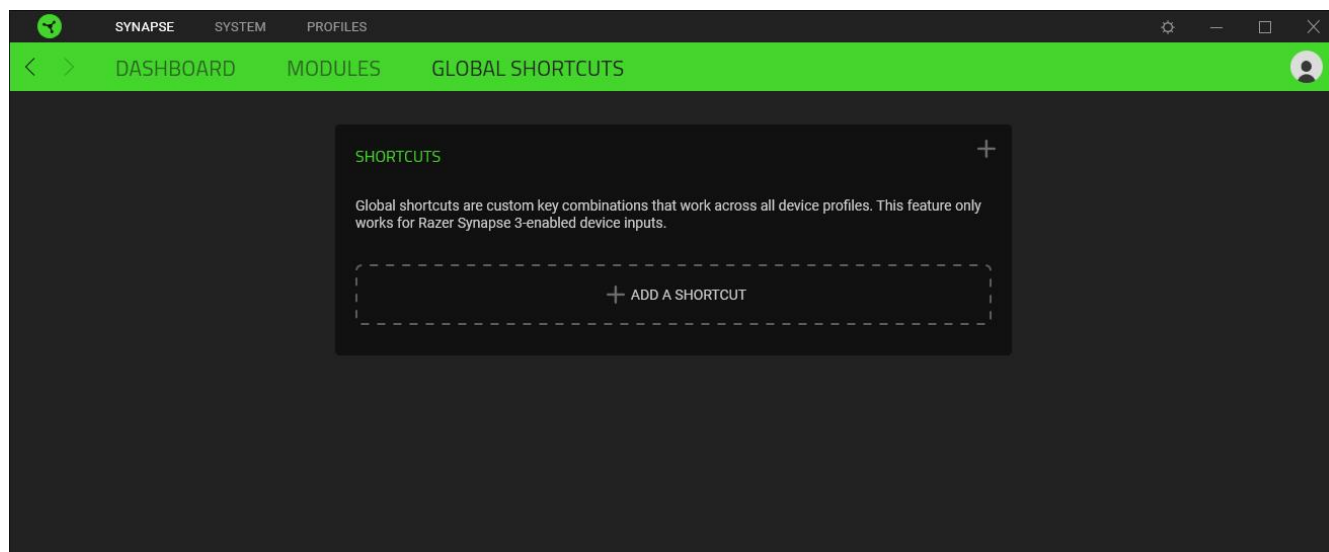 SYNAPSE SYSTEM PROFILES
DASHBOARD MODULES GLOBAL SHORTCUTS
SHORTCUTS
Global shortcuts are custom key combinations that work across all device profiles. This feature only
works for Razer Synapse 3-enabled device inputs.
ADD A SHORTCUT